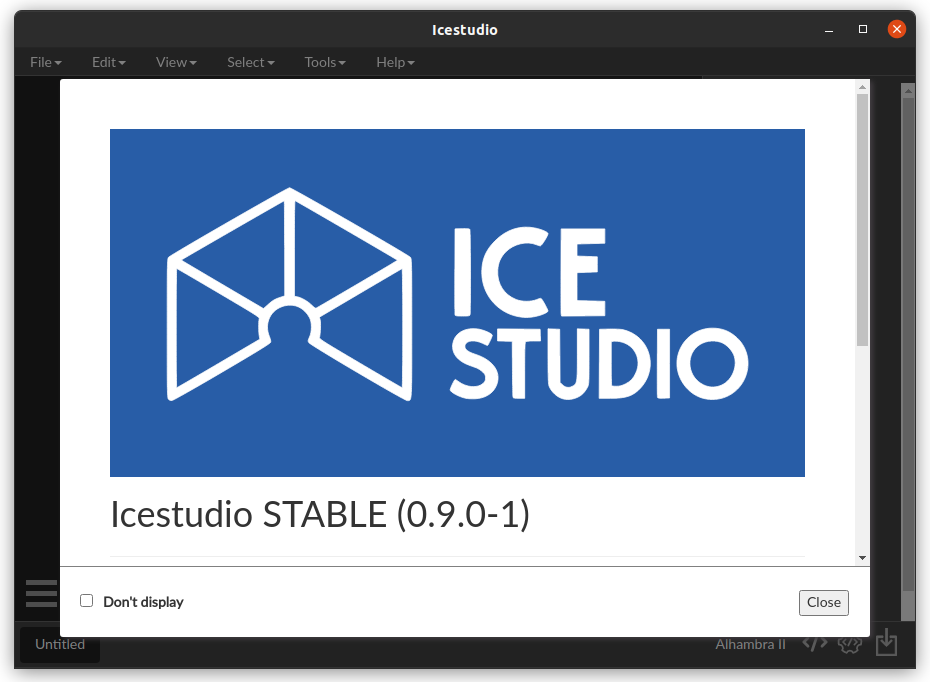 Icestudio
File Edit View Select Tools Help
ICE
STUDIO
Icestudio STABLE (0.9.0-1)
Don't display
Close
Untitled
Alhambra II